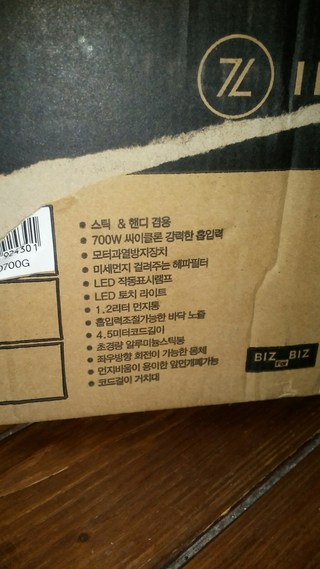 024301
0700G
• 스틱 & 핸디 겸용
• 700W 싸이클론 강력한 흡입력
• 모터과열방지장치
• 미세먼지 걸러주는 헤파필터
• LED 작동표시램프
• LED 토치 라이트
• 1.2리터 먼지통
• 흡입력조절가능한 바닥 노즐
• 4.5미터코드길이
• 초경량 알루미늄스틱봉
• 좌우방향 회전이 가능한 몸체
• 먼지비움이 용이한 앞면개폐가능
• 코드걸이 거치대
BIZ For BIZ